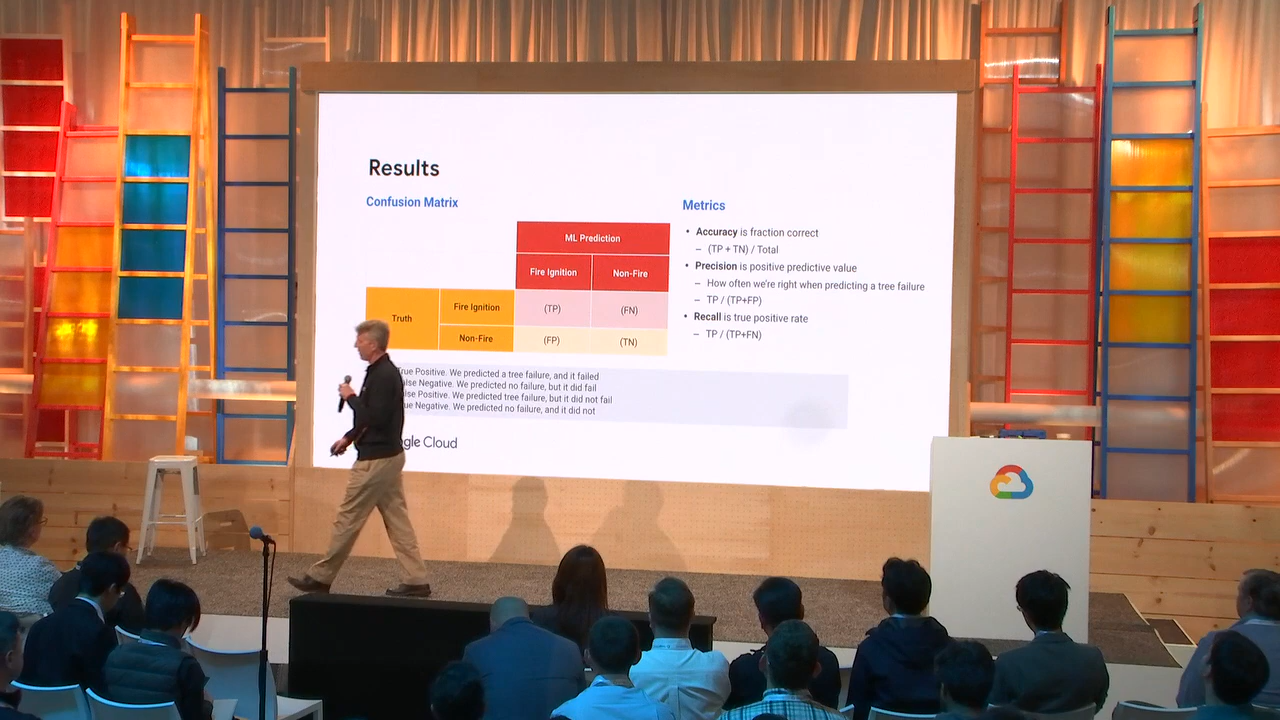 Results
Confusion Matrix
ML Prediction
Fire Ignition
Non-Fire
Truth
Fire Ignition
(TP)
(FN)
Non-Fire
(FP)
(TN)
Positive. We predicted a tree failure, and it failed
Negative. We predicted no failure, but it did fail
Positive. We predicted tree failure, but it did not fail
Negative. We predicted no failure, and it did not
Cloud
Metrics
• Accuracy is fraction correct
– (TP + TN) / Total
• Precision is positive predictive value
– How often we're right when predicting a tree failure
– TP / (TP+FP)
• Recall is true positive rate
– TP / (TP+FN)